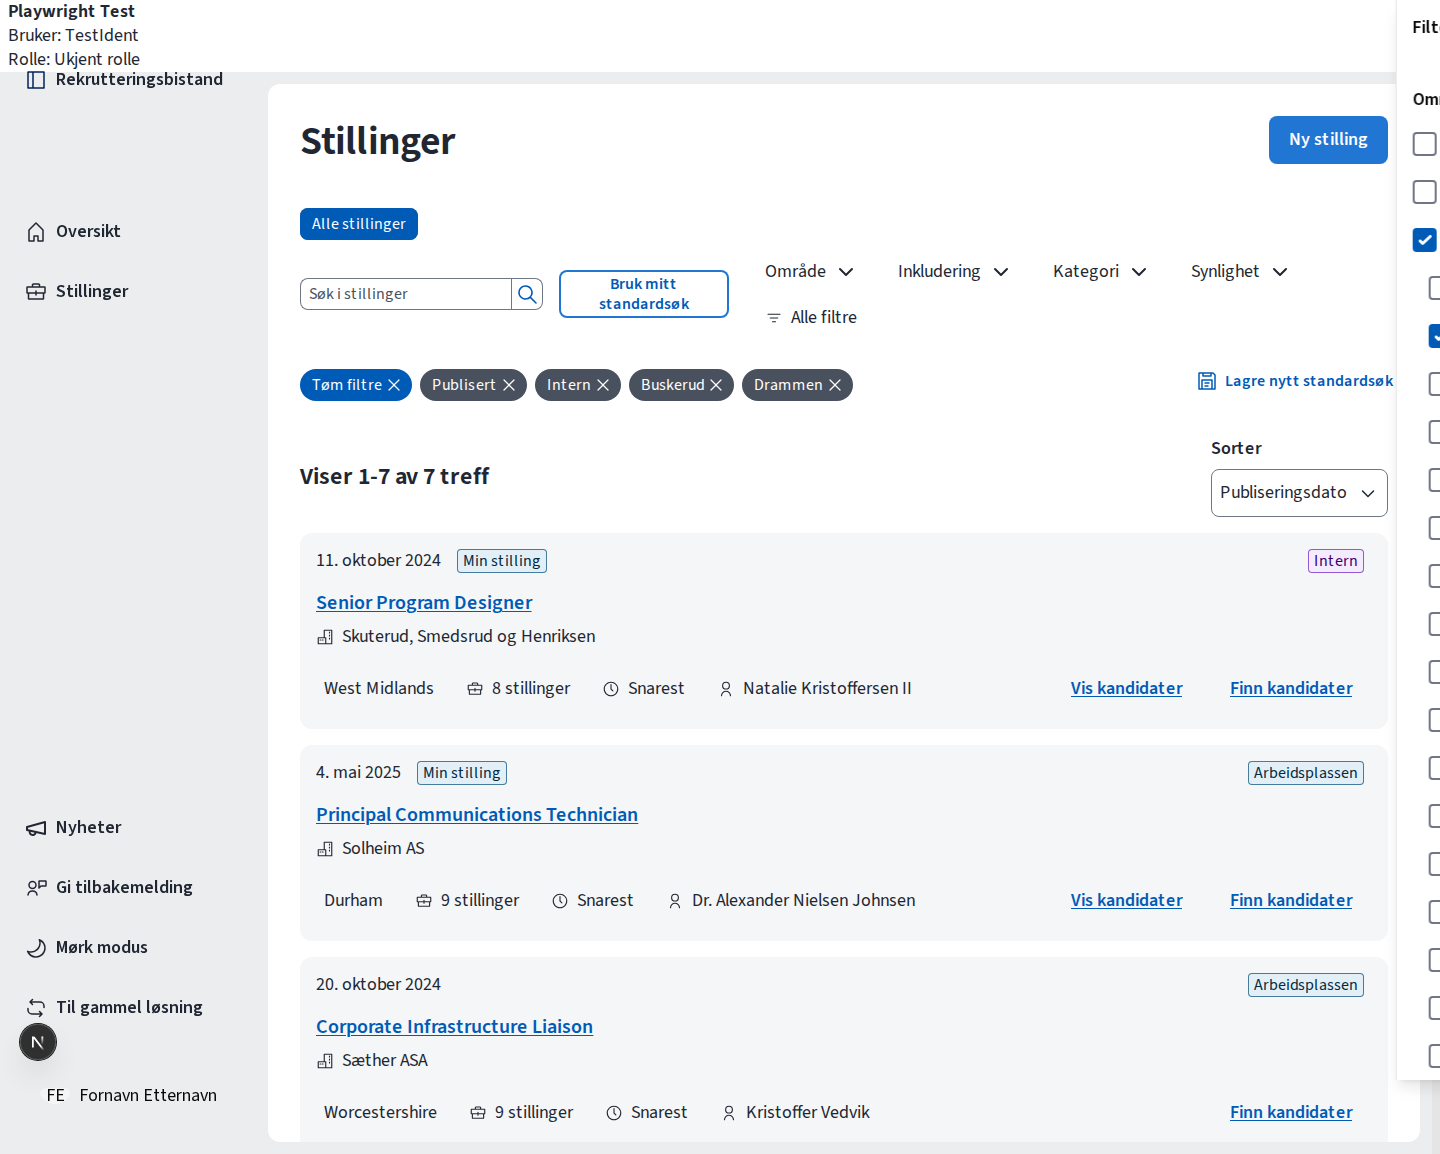 Playwright Test
Bruker: TestIdent
Rolle: Ukjent rolle
Rekrutteringsbistand
Oversikt
Stillinger
Nyheter
Gi tilbakemelding
Mørk modus
Til gammel løsning
N
FE Fornavn Etternavn
Stillinger
Ny stilling
Alle stillinger
Søk i stillinger
Bruk mitt
standardsøk
Område
Inkludering
Kategori
Synlighet
Alle filtre
Tøm filtre
Publisert
Intern
Buskerud
Drammen
Lagre nytt standardsøk
Viser 1-7 av 7 treff
Sorter
Publiseringsdato
11. oktober 2024 Min stilling Intern
Senior Program Designer
Skuterud, Smedsrud og Henriksen
West Midlands 8 stillinger Snarest Natalie Kristoffersen II Vis kandidater Finn kandidater
4. mai 2025 Min stilling Arbeidsplassen
Principal Communications Technician
Solheim AS
Durham 9 stillinger Snarest Dr. Alexander Nielsen Johnsen Vis kandidater Finn kandidater
20. oktober 2024 Arbeidsplassen
Corporate Infrastructure Liaison
Sæther ASA
Worcestershire 9 stillinger Snarest Kristoffer Vedvik Finn kandidater